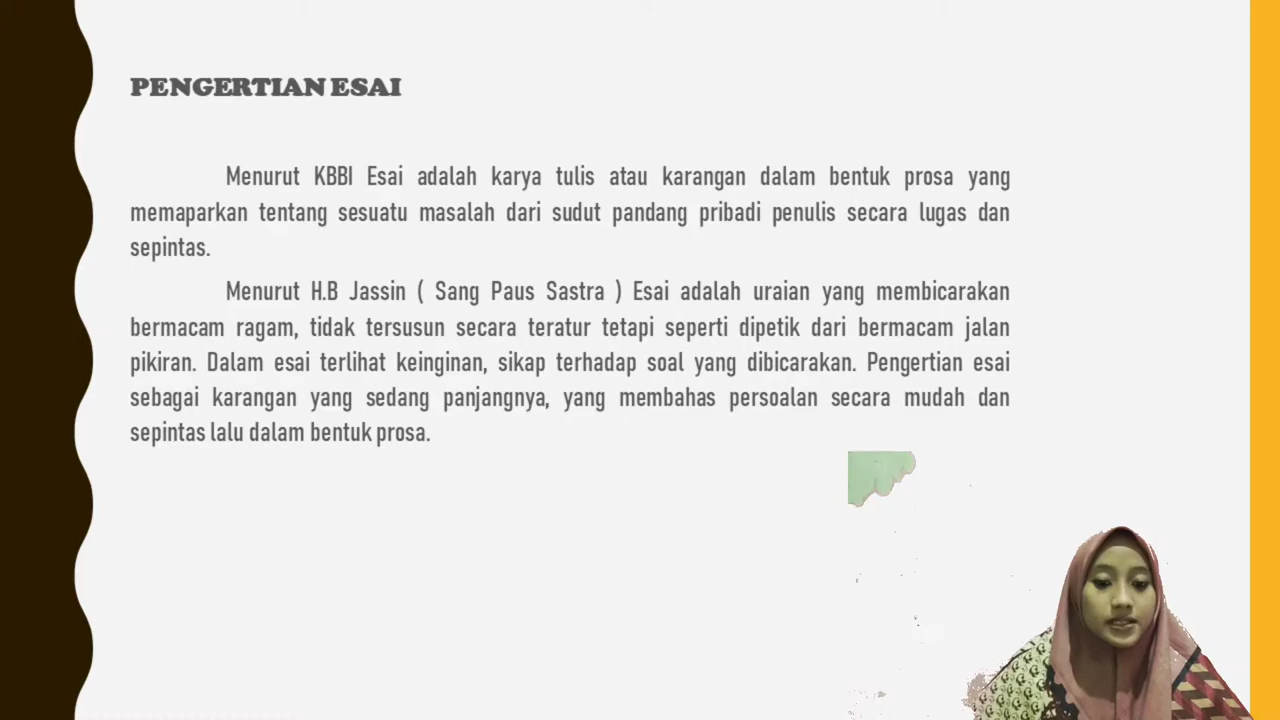 PENGERTIAN ESAI
Menurut KBBI Esai adalah karya tulis atau karangan dalam bentuk prosa yang
memaparkan tentang sesuatu masalah dari sudut pandang pribadi penulis secara lugas dan
sepintas.
Menurut H.B Jassin ( Sang Paus Sastra ) Esai adalah uraian yang membicarakan
bermacam ragam, tidak tersusun secara teratur tetapi seperti dipetik dari bermacam jalan
pikiran. Dalam esai terlihat keinginan, sikap terhadap soal yang dibicarakan. Pengertian esai
sebagai karangan yang sedang panjangnya, yang membahas persoalan secara mudah dan
sepintas lalu dalam bentuk prosa.